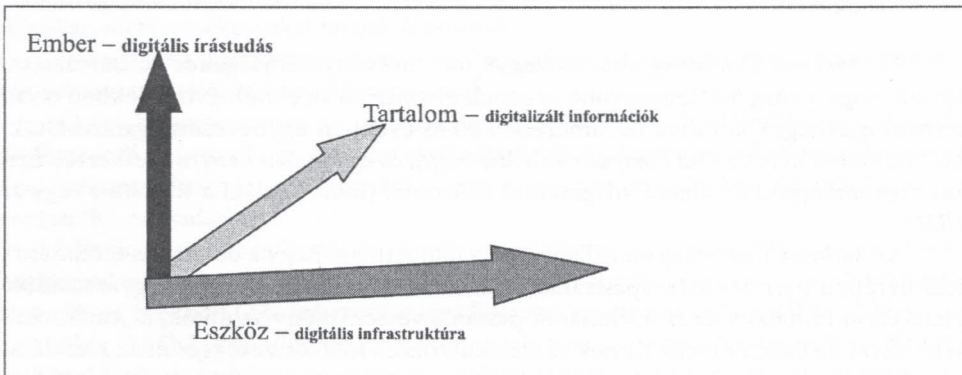 Ember – digitális írástudás
Tartalom – digitalizált információk
Eszköz – digitális infrastruktúra